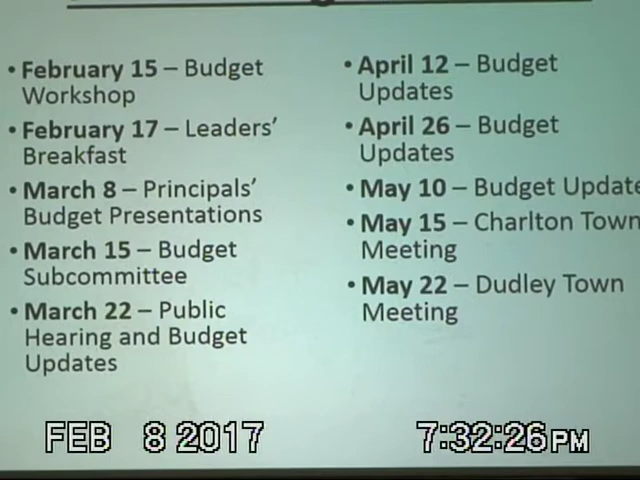 • February 15 – Budget
Workshop
• February 17 – Leaders’
Breakfast
• March 8 – Principals’
Budget Presentations
• March 15 – Budget
Subcommittee
• March 22 – Public
Hearing and Budget
Updates
• April 12 – Budget
Updates
• April 26 – Budget
Updates
• May 10 – Budget Update
• May 15 – Charlton Town
Meeting
• May 22 – Dudley Town
Meeting
FEB 8 2017
7:32:26 PM